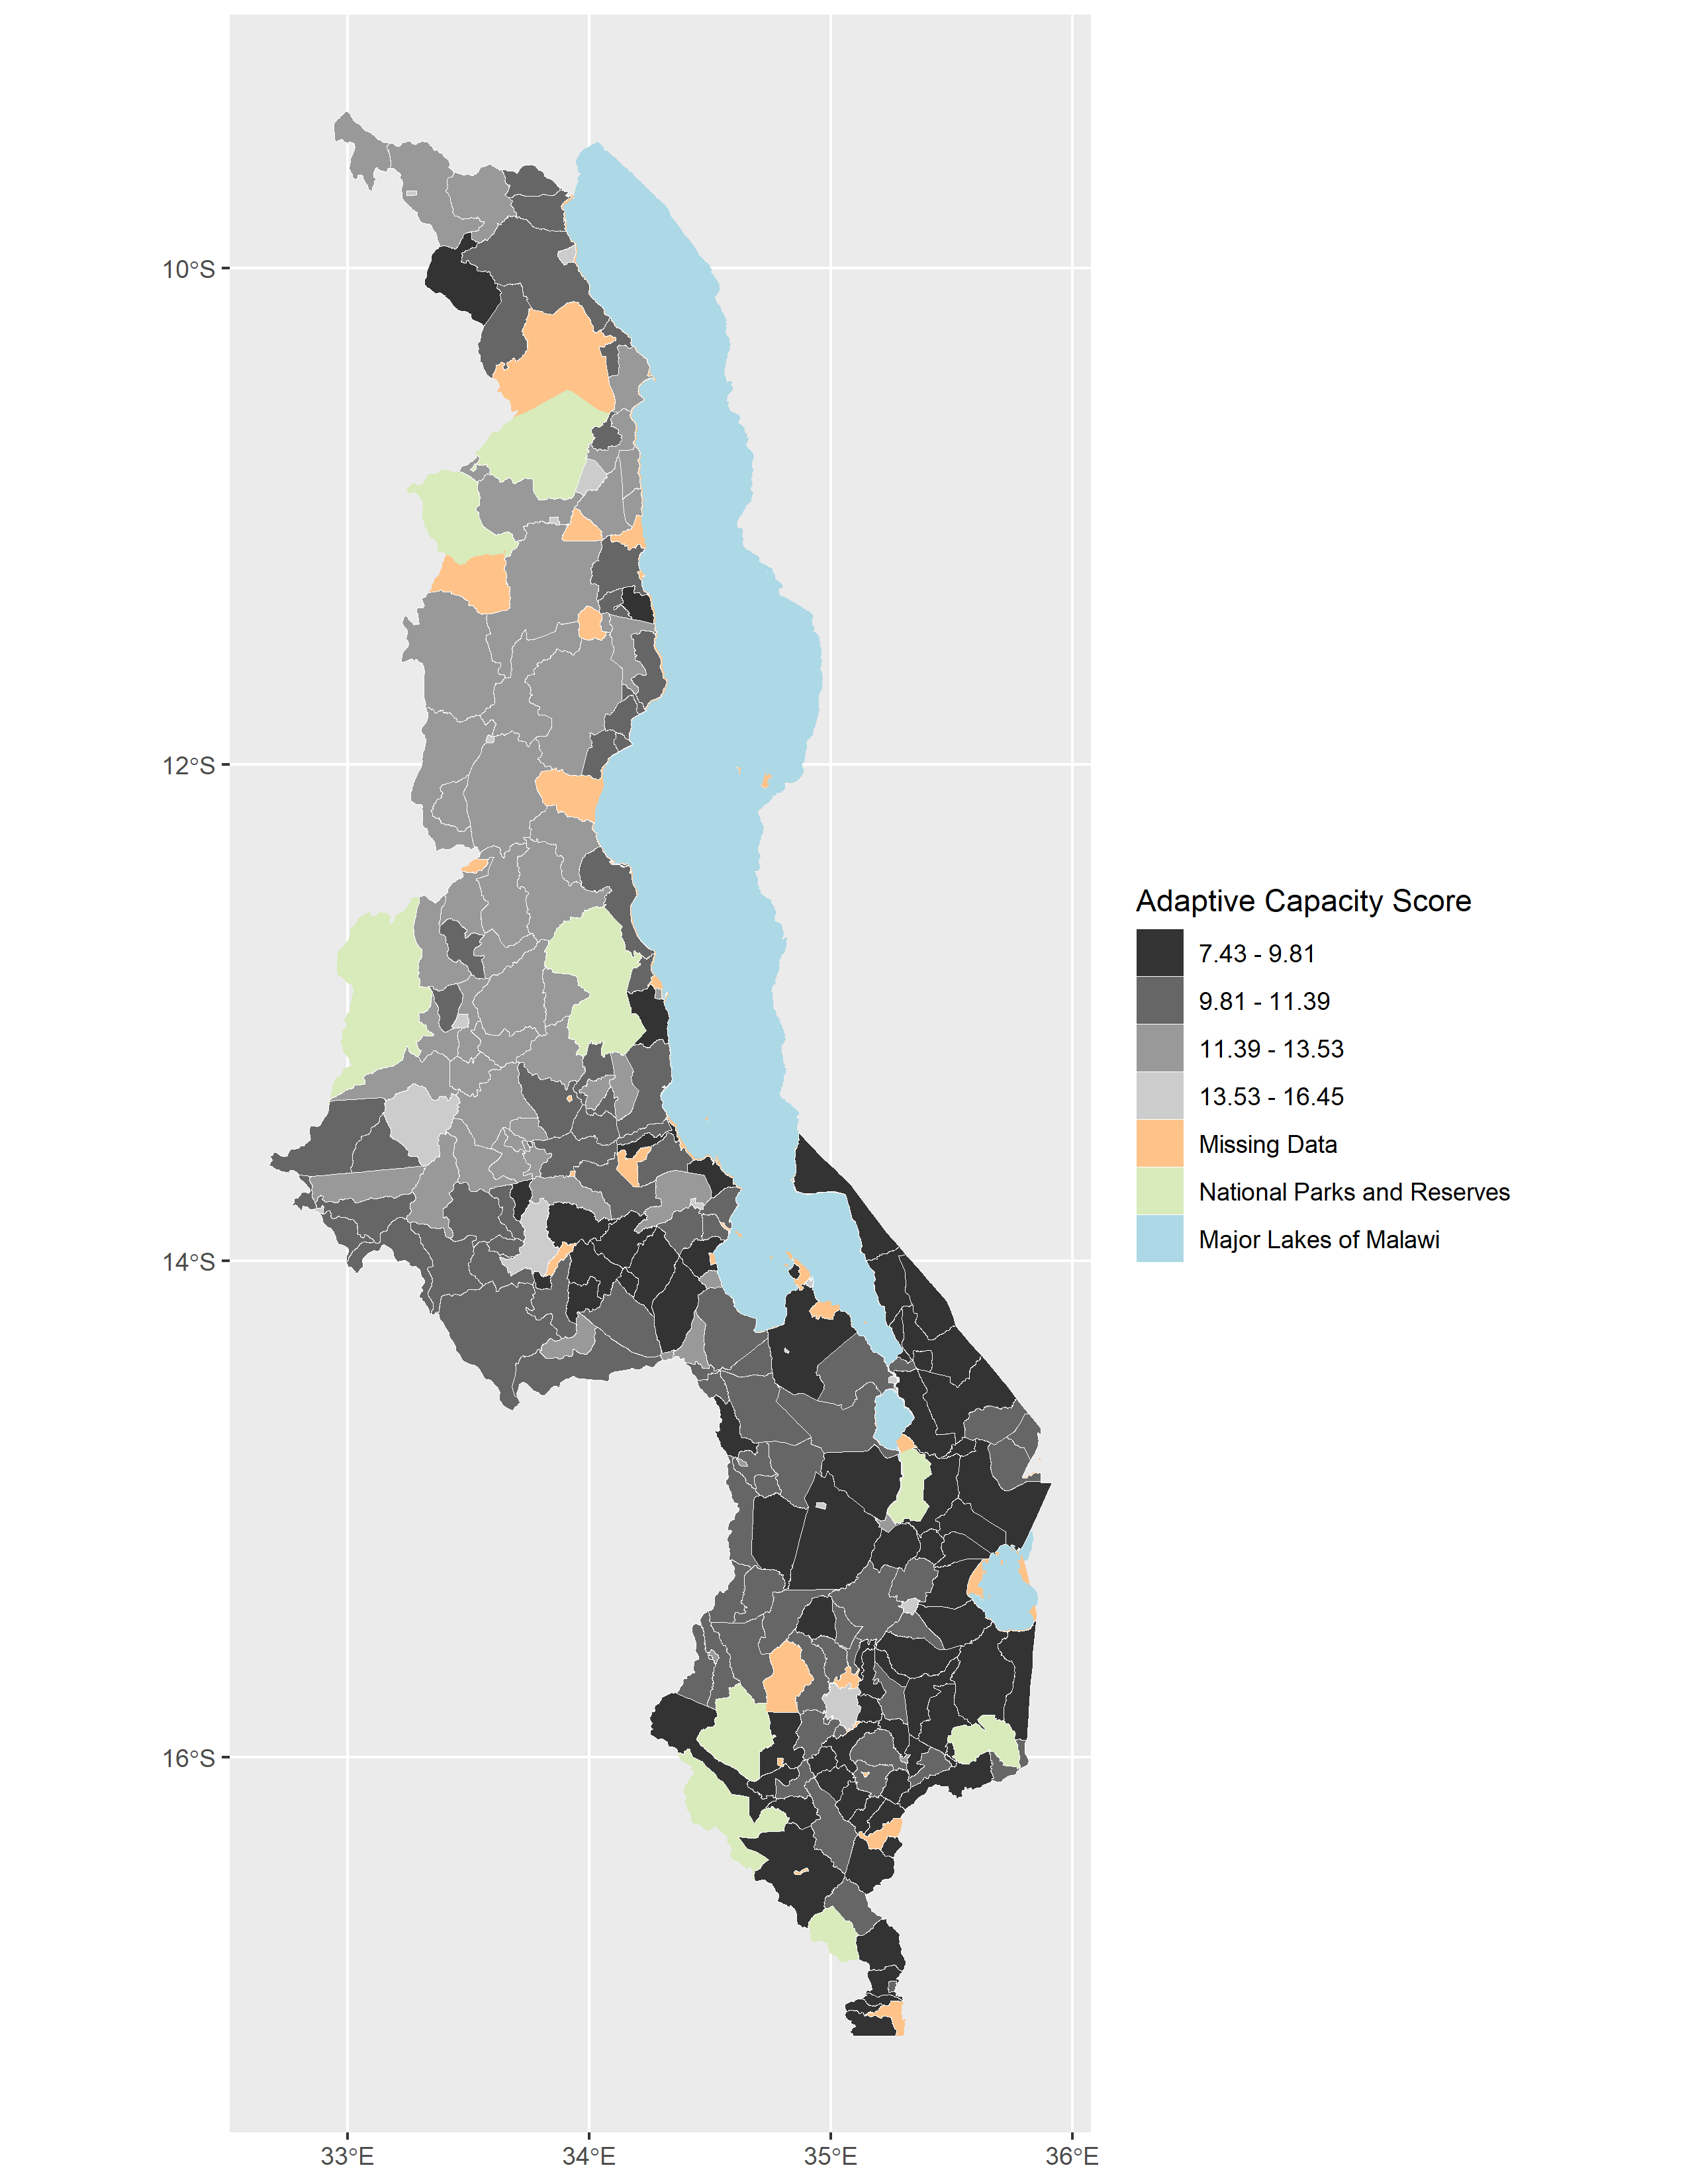 10°S
12°S
14°S
16°S
33°E
34°E
35°E
36°E
Adaptive Capacity Score
7.43 - 9.81
9.81 - 11.39
11.39 - 13.53
13.53 - 16.45
Missing Data
National Parks and Reserves
Major Lakes of Malawi